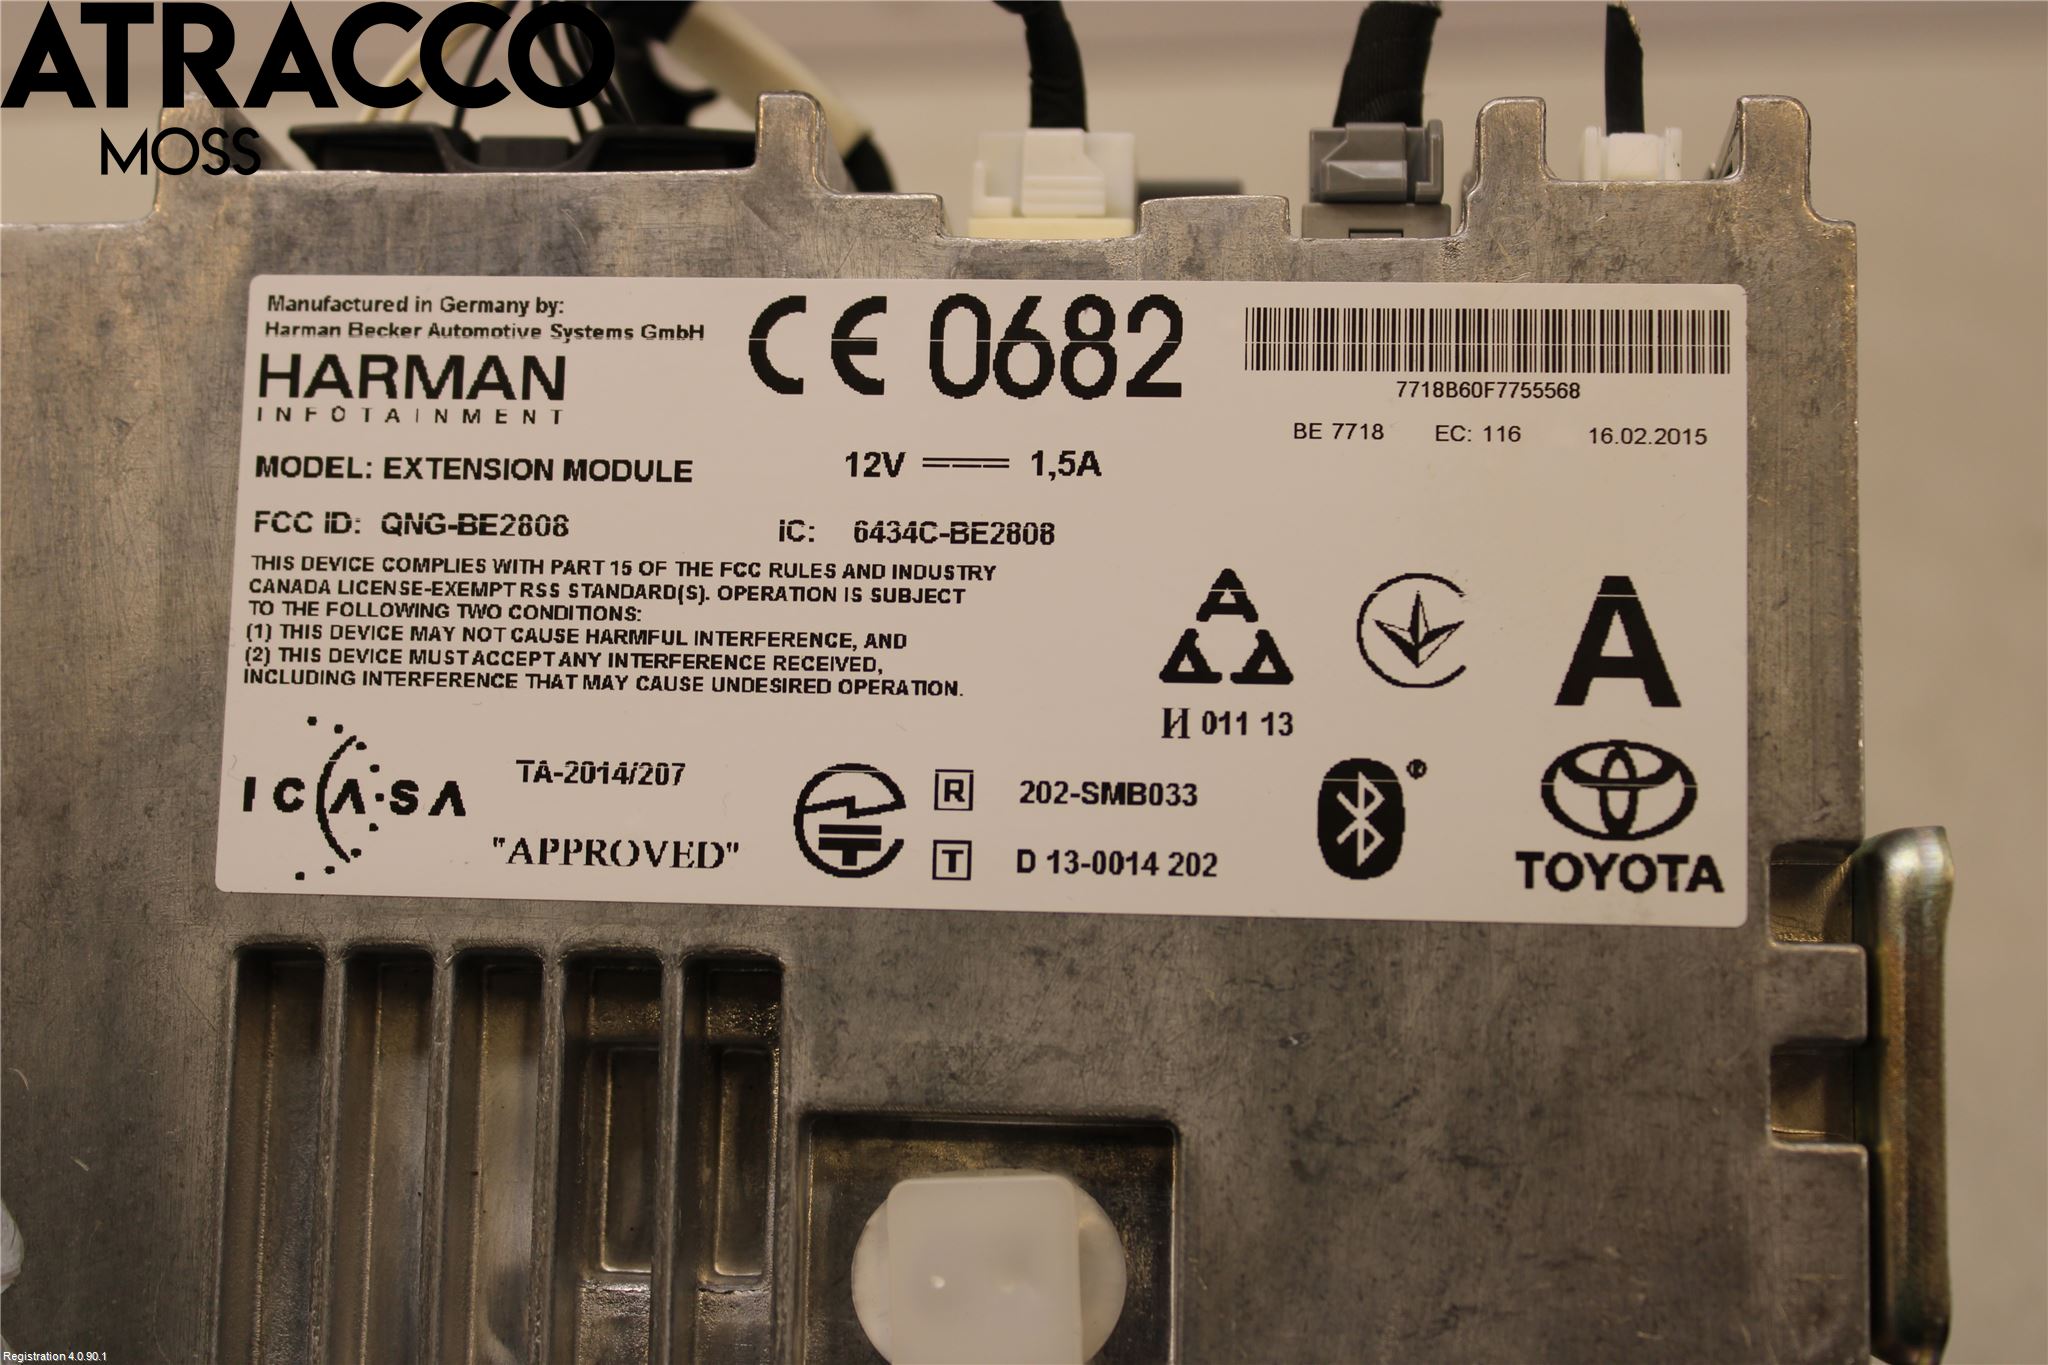 ATRACCO
MOSS
Manufactured in Germany by:
Harman Becker Automotive Systems GmbH
HARMAN
INFOTAINMENT
CE 0682
7718B60F7755568
BE 7718 EC: 116 16.02.2015
MODEL: EXTENSION MODULE
12V 1,5A
FCC ID: QNG-BE2808
IC: 6434C-BE2808
THIS DEVICE COMPLIES WITH PART 15 OF THE FCC RULES AND INDUSTRY
CANADA LICENSE-EXEMPT RSS STANDARD(S). OPERATION IS SUBJECT
TO THE FOLLOWING TWO CONDITIONS:
(1) THIS DEVICE MAY NOT CAUSE HARMFUL INTERFERENCE, AND
(2) THIS DEVICE MUST ACCEPT ANY INTERFERENCE RECEIVED,
INCLUDING INTERFERENCE THAT MAY CAUSE UNDESIRED OPERATION.
A
И 011 13
A
ICASA
TA-2014/207
"APPROVED"
R 202-SMB033
T D 13-0014 202
®
TOYOTA
Registration 4.0.90.1